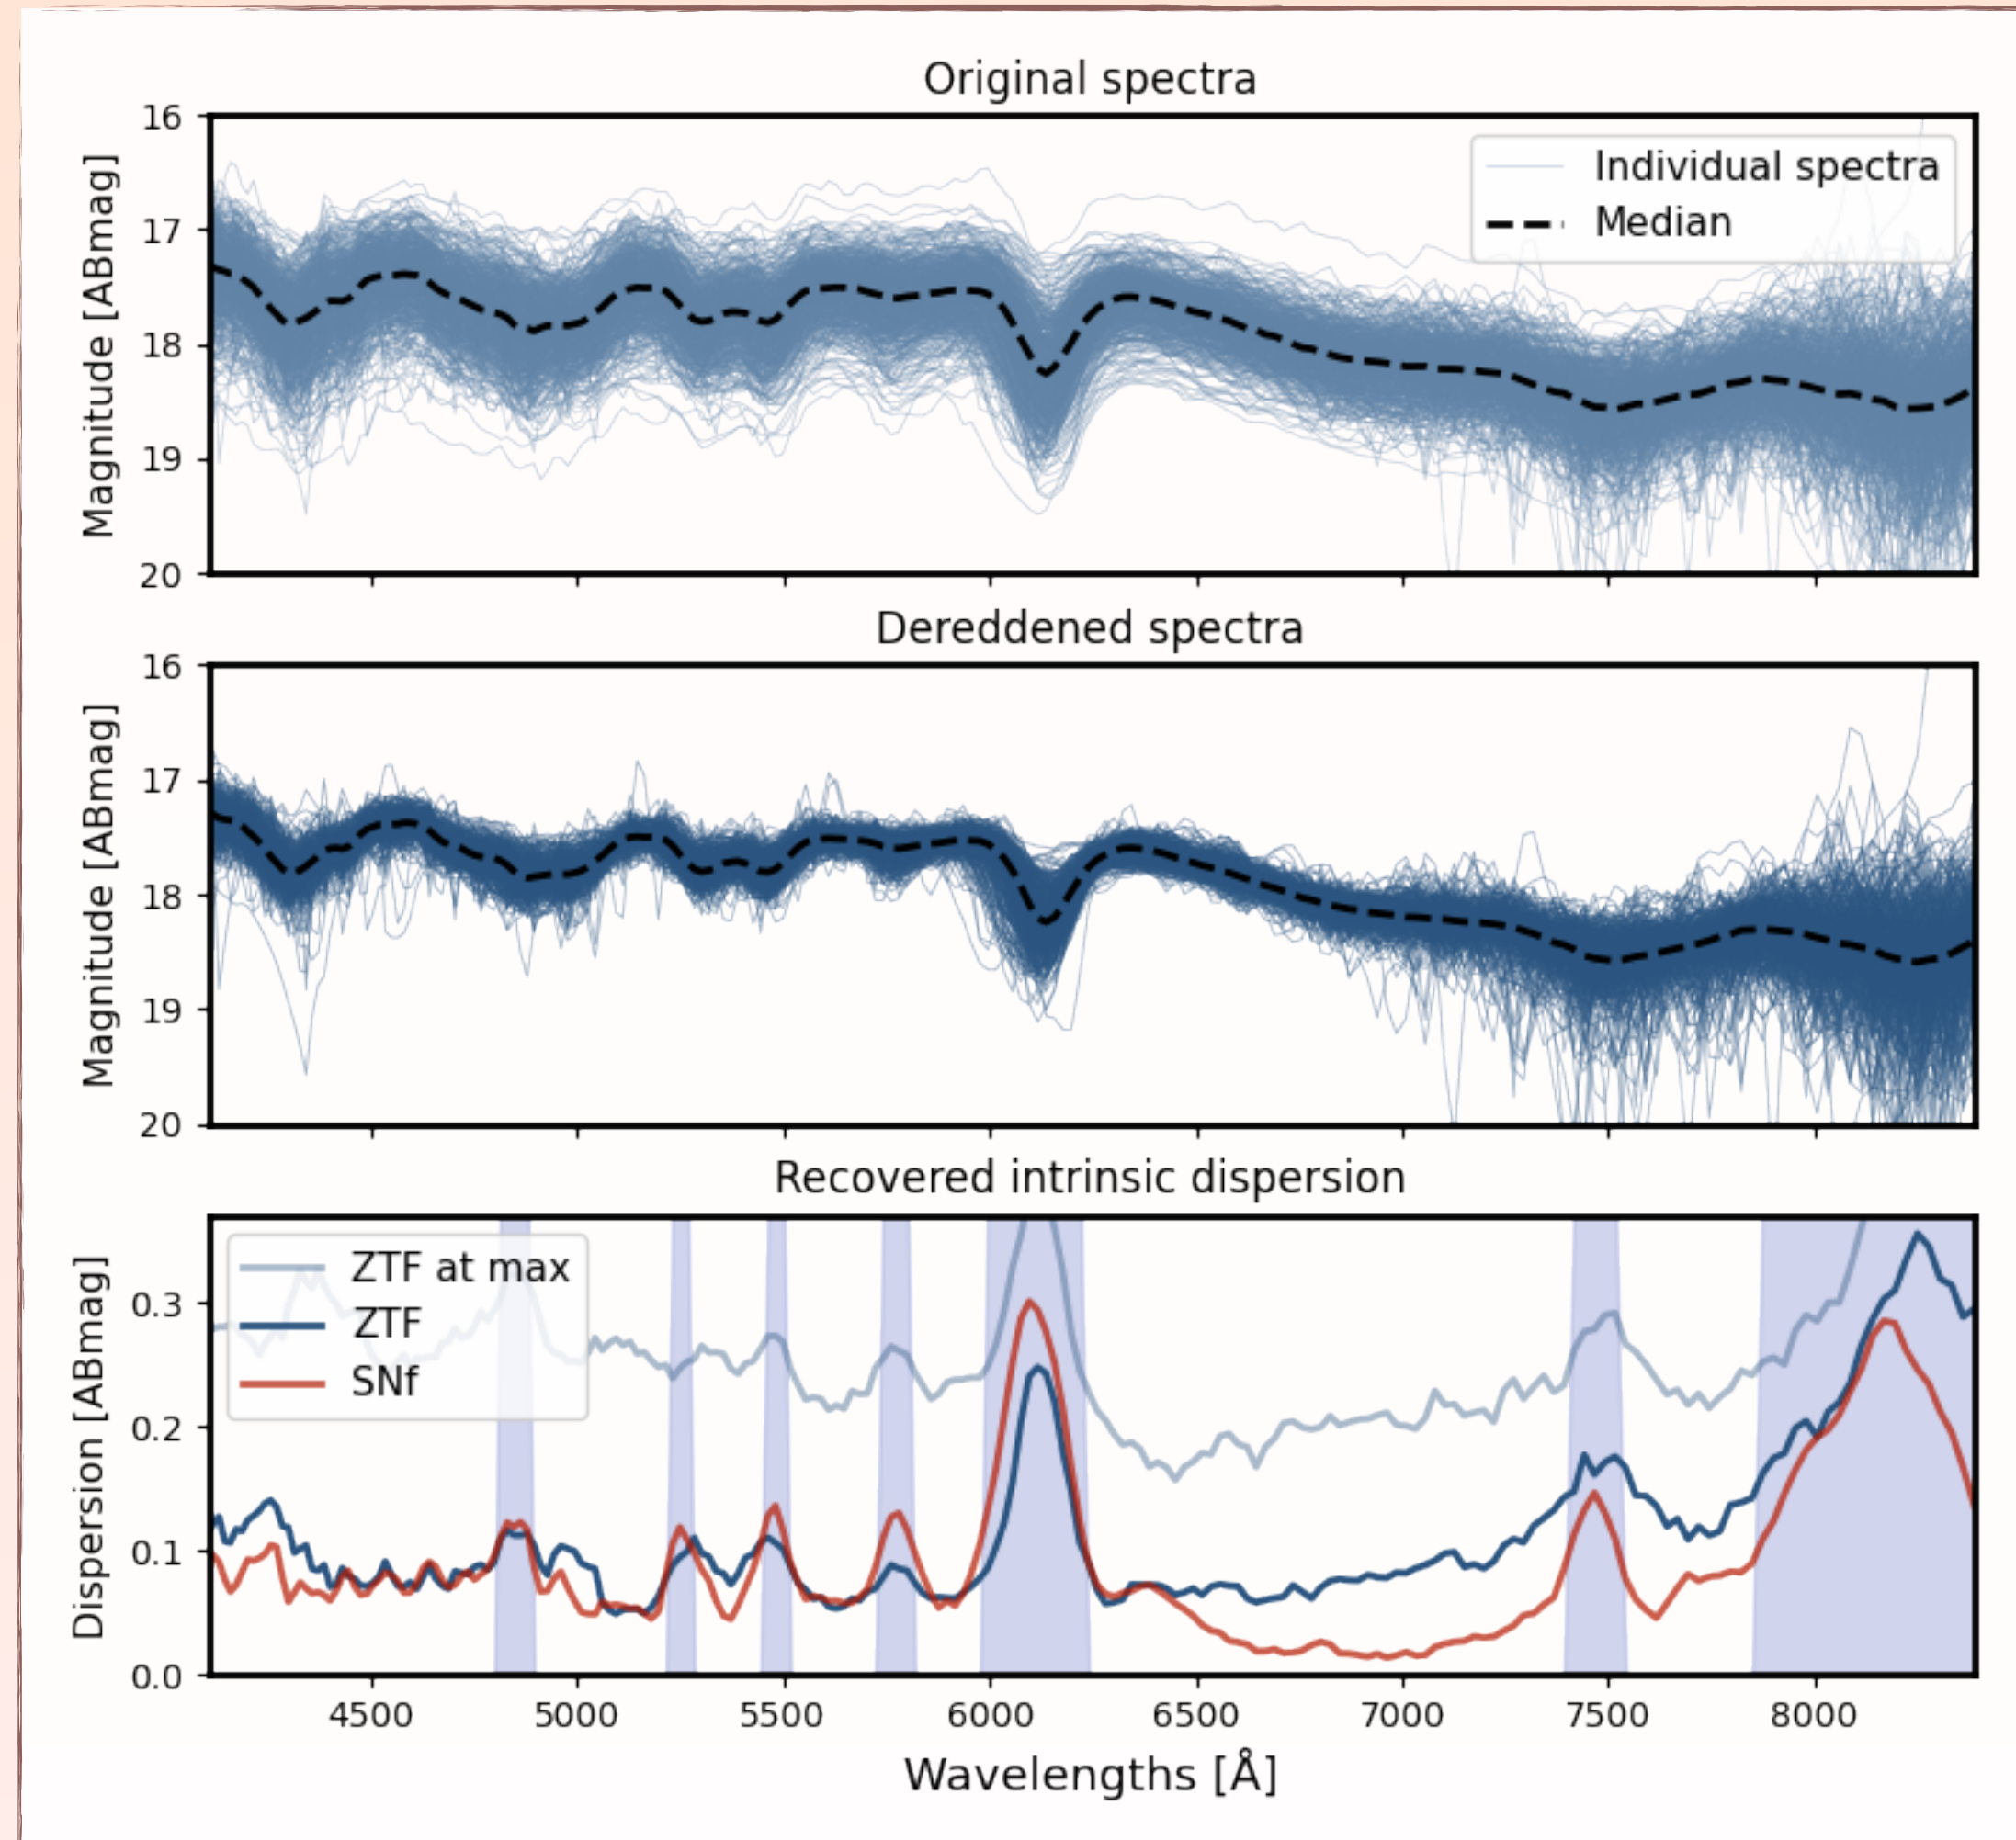 Original spectra
16
17
18
19
20
Magnitude [ABmag]
Individual spectra
Median
Dereddened spectra
16
17
18
19
20
Magnitude [ABmag]
Recovered intrinsic dispersion
0.3
0.2
0.1
0.0
Dispersion [ABmag]
ZTF at max
ZTF
SNf
4500 5000 5500 6000 6500 7000 7500 8000
Wavelengths [Å]